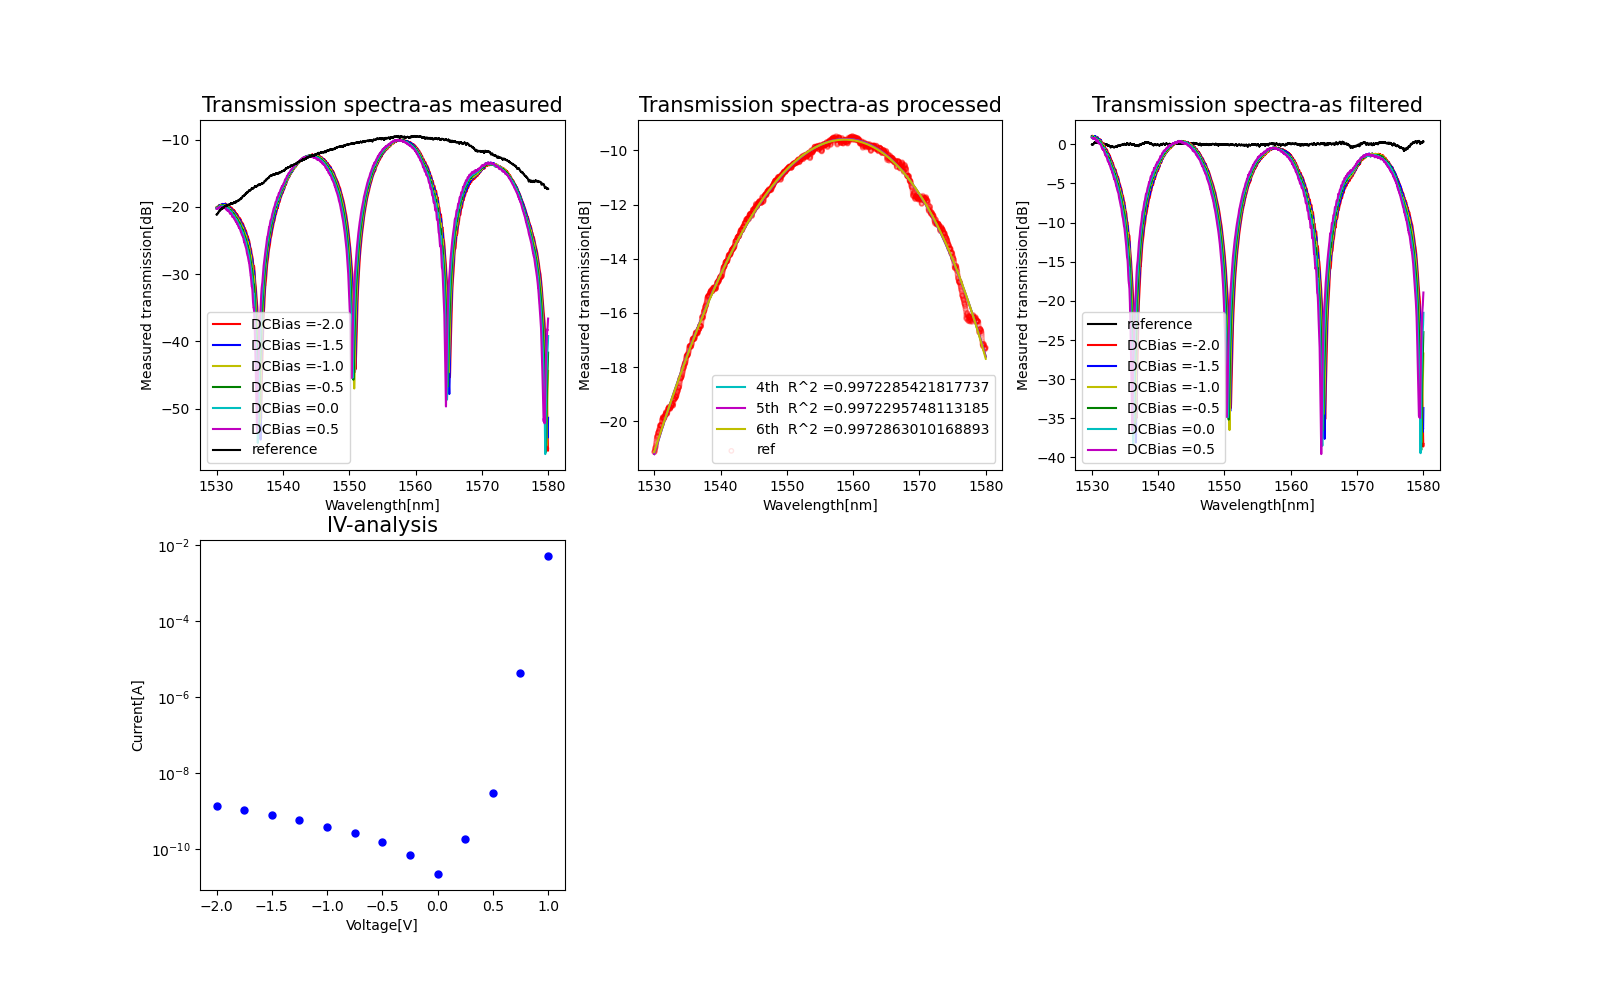 Transmission spectra-as measured
Measured transmission[dB]
−10
−20
−30
−40
−50
DCBias =-2.0
DCBias =-1.5
DCBias =-1.0
DCBias =-0.5
DCBias =0.0
DCBias =0.5
reference
1530 1540 1550 1560 1570 1580
Wavelength[nm]
Transmission spectra-as processed
Measured transmission[dB]
−10
−12
−14
−16
−18
−20
4th R^2 =0.9972285421817737
5th R^2 =0.9972295748113185
6th R^2 =0.9972863010168893
ref
1530 1540 1550 1560 1570 1580
Wavelength[nm]
Transmission spectra-as filtered
Measured transmission[dB]
0
−5
−10
−15
−20
−25
−30
−35
−40
reference
DCBias =-2.0
DCBias =-1.5
DCBias =-1.0
DCBias =-0.5
DCBias =0.0
DCBias =0.5
1530 1540 1550 1560 1570 1580
Wavelength[nm]
IV-analysis
Current[A]
10⁻²
10⁻⁴
10⁻⁶
10⁻⁸
10⁻¹⁰
−2.0 −1.5 −1.0 −0.5 0.0 0.5 1.0
Voltage[V]